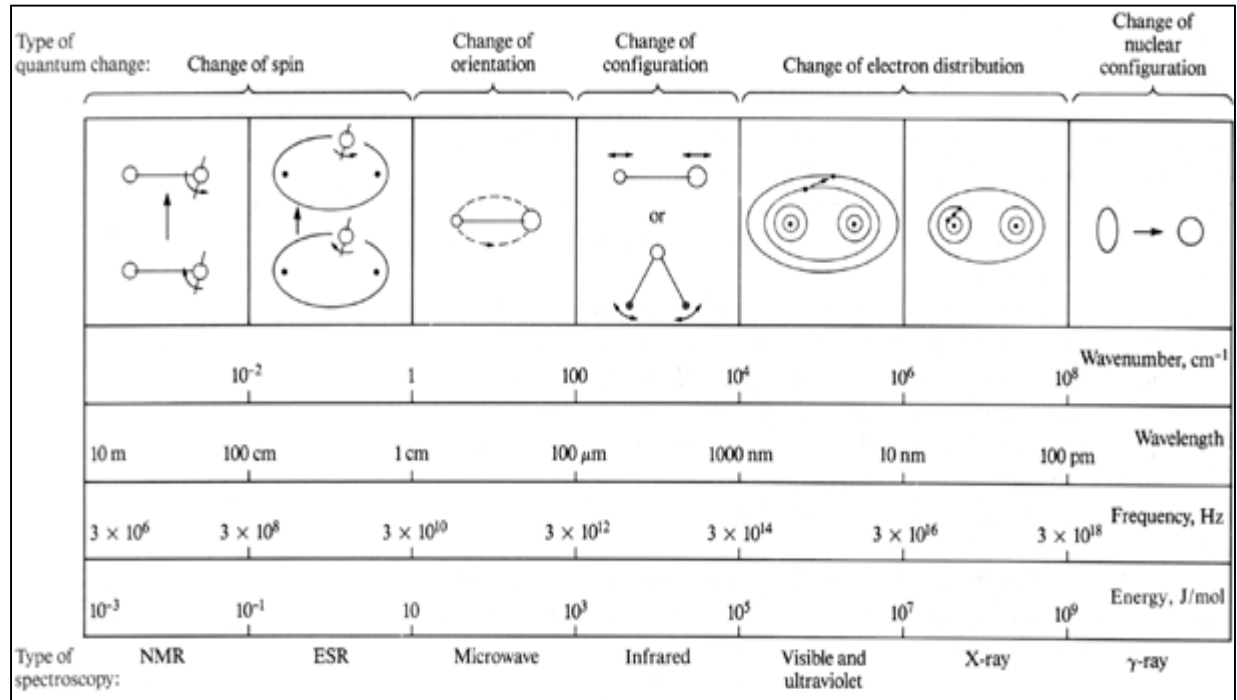 Type of
quantum change:
Change of spin
Change of
orientation
Change of
configuration
Change of electron distribution
Change of
nuclear
configuration
or
10⁻² 1 100 10⁴ 10⁶ 10⁸ Wavenumber, cm⁻¹
10 m 100 cm 1 cm 100 μm 1000 nm 10 nm 100 pm Wavelength
3 × 10⁶ 3 × 10⁸ 3 × 10¹⁰ 3 × 10¹² 3 × 10¹⁴ 3 × 10¹⁶ 3 × 10¹⁸ Frequency, Hz
10⁻³ 10⁻¹ 10 10³ 10⁵ 10⁷ 10⁹ Energy, J/mol
Type of
spectroscopy:
NMR
ESR
Microwave
Infrared
Visible and
ultraviolet
X-ray
γ-ray